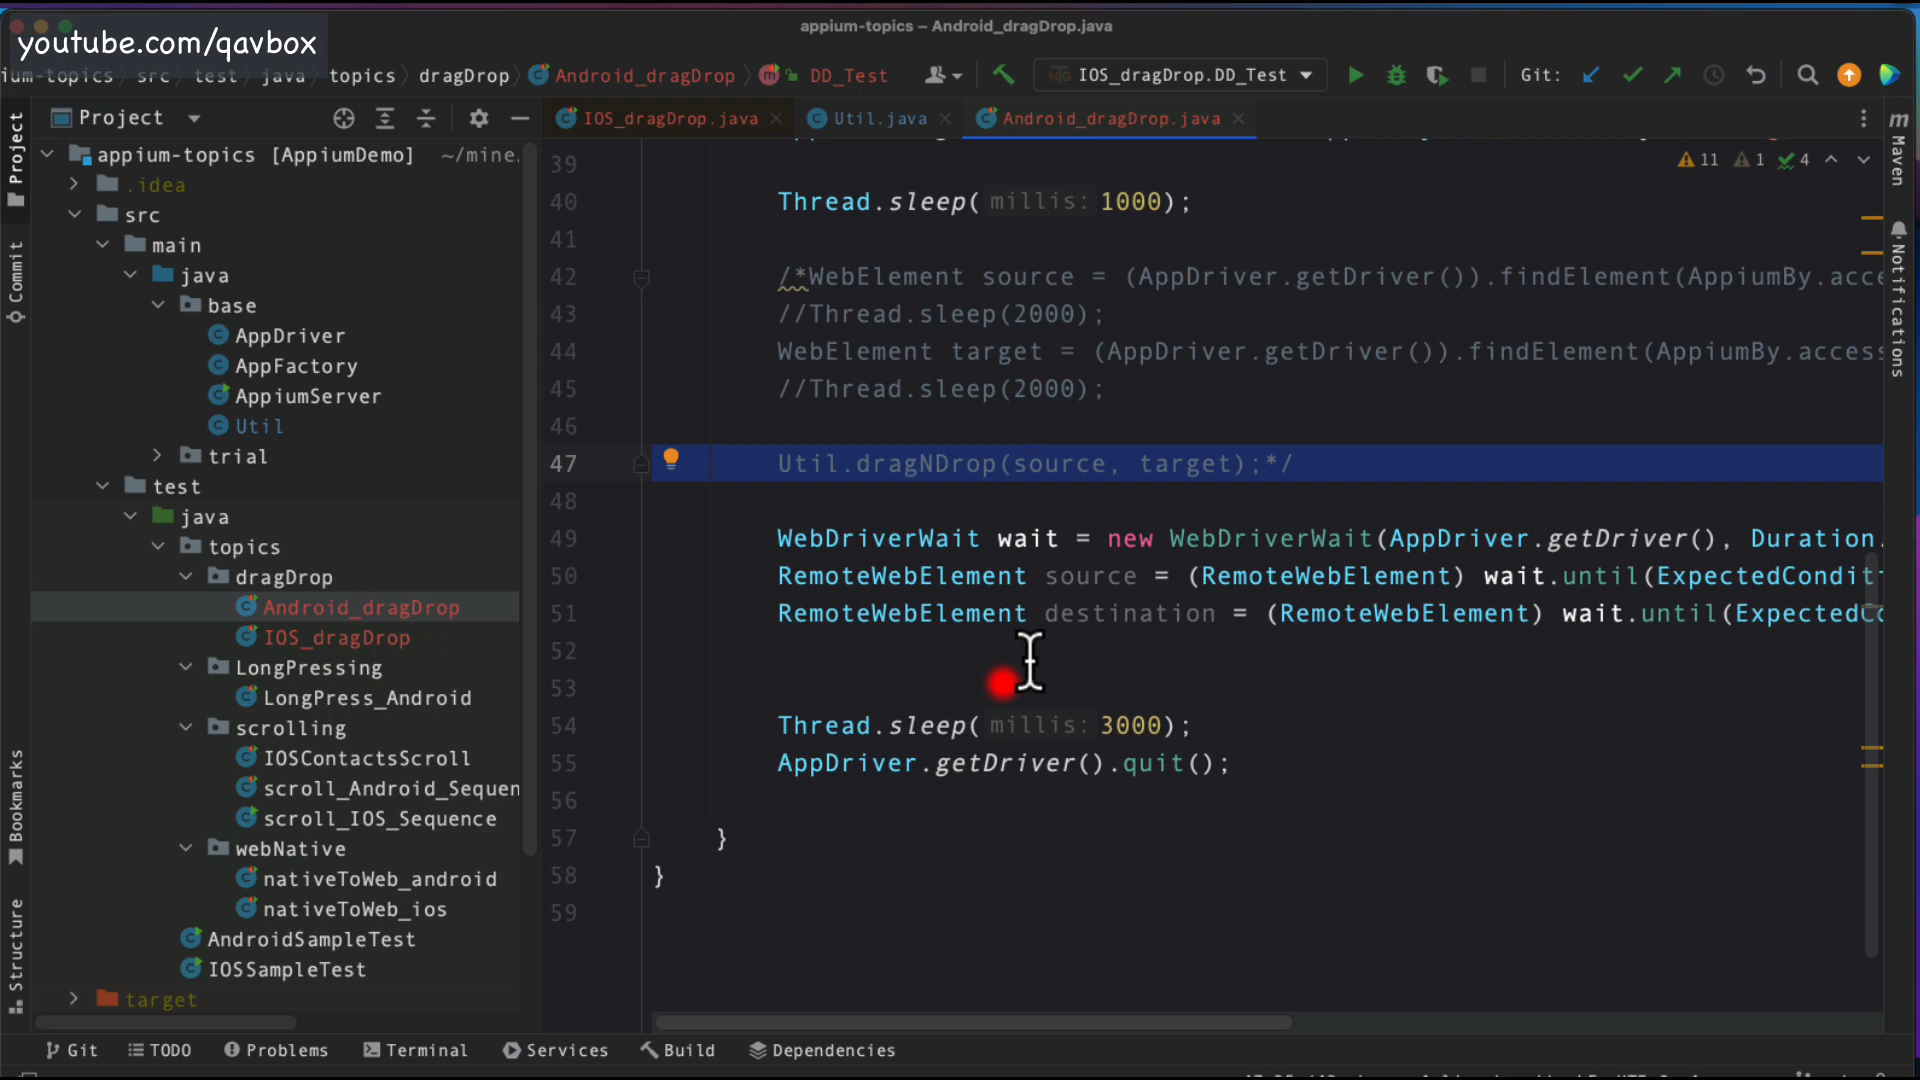 appium-topics – Android_dragDrop.java
youtube.com/qavbox
ium-topics › src › test › java › topics › dragDrop › Android_dragDrop › DD_Test
IOS_dragDrop.DD_Test
Git:
Project
IOS_dragDrop.java
Util.java
Android_dragDrop.java
11
1
4
Project
Commit
Bookmarks
Structure
Maven
Notifications
appium-topics [AppiumDemo] ~/mine.
.idea
src
main
java
base
AppDriver
AppFactory
AppiumServer
Util
trial
test
java
topics
dragDrop
Android_dragDrop
IOS_dragDrop
LongPressing
LongPress_Android
scrolling
IOSContactsScroll
scroll_Android_Sequen
scroll_IOS_Sequence
webNative
nativeToWeb_android
nativeToWeb_ios
AndroidSampleTest
IOSSampleTest
target
39
40 Thread.sleep( millis: 1000);
41
42 /*WebElement source = (AppDriver.getDriver()).findElement(AppiumBy.acce
43 //Thread.sleep(2000);
44 WebElement target = (AppDriver.getDriver()).findElement(AppiumBy.access
45 //Thread.sleep(2000);
46
47 Util.dragNDrop(source, target);*/
48
49 WebDriverWait wait = new WebDriverWait(AppDriver.getDriver(), Duration.
50 RemoteWebElement source = (RemoteWebElement) wait.until(ExpectedCondit
51 RemoteWebElement destination = (RemoteWebElement) wait.until(ExpectedCo
52
53
54 Thread.sleep( millis: 3000);
55 AppDriver.getDriver().quit();
56
57 }
58 }
59
Git
TODO
Problems
Terminal
Services
Build
Dependencies